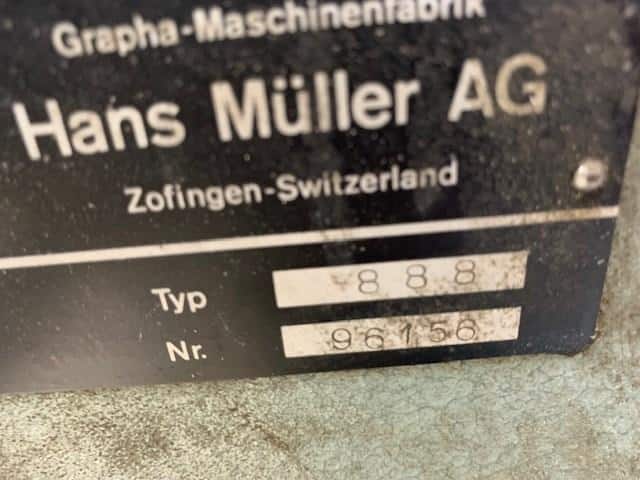 Grapha-Maschinenfabrik
Hans Müller AG
Zofingen-Switzerland
Typ 888
Nr. 96156